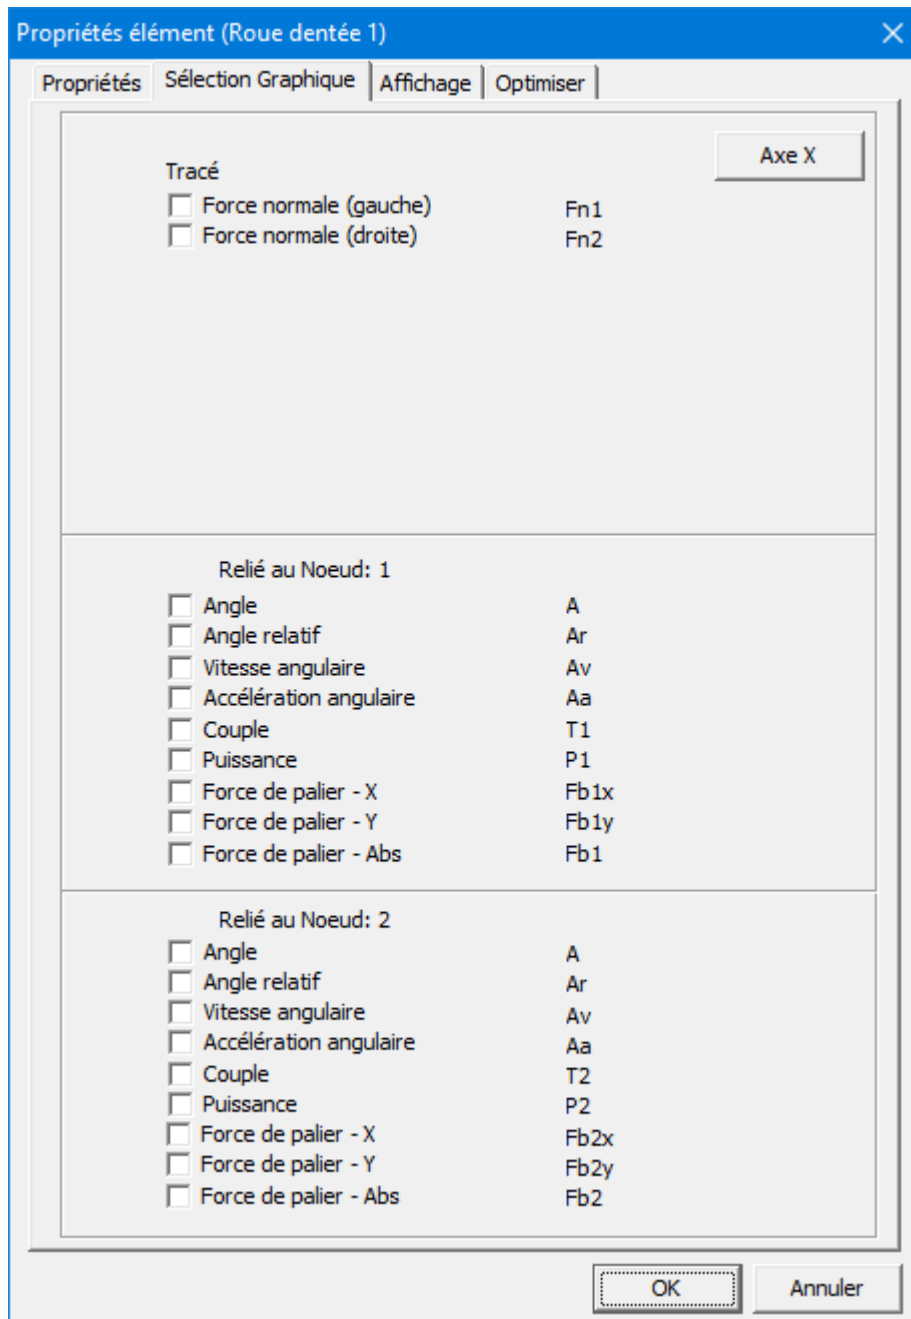 Propriétés élément (Roue dentée 1)
Propriétés Sélection Graphique Affichage Optimiser
Axe X
Tracé
Force normale (gauche) Fn1
Force normale (droite) Fn2
Relié au Noeud: 1
Angle A
Angle relatif Ar
Vitesse angulaire Av
Accélération angulaire Aa
Couple T1
Puissance P1
Force de palier - X Fb1x
Force de palier - Y Fb1y
Force de palier - Abs Fb1
Relié au Noeud: 2
Angle A
Angle relatif Ar
Vitesse angulaire Av
Accélération angulaire Aa
Couple T2
Puissance P2
Force de palier - X Fb2x
Force de palier - Y Fb2y
Force de palier - Abs Fb2
OK Annuler